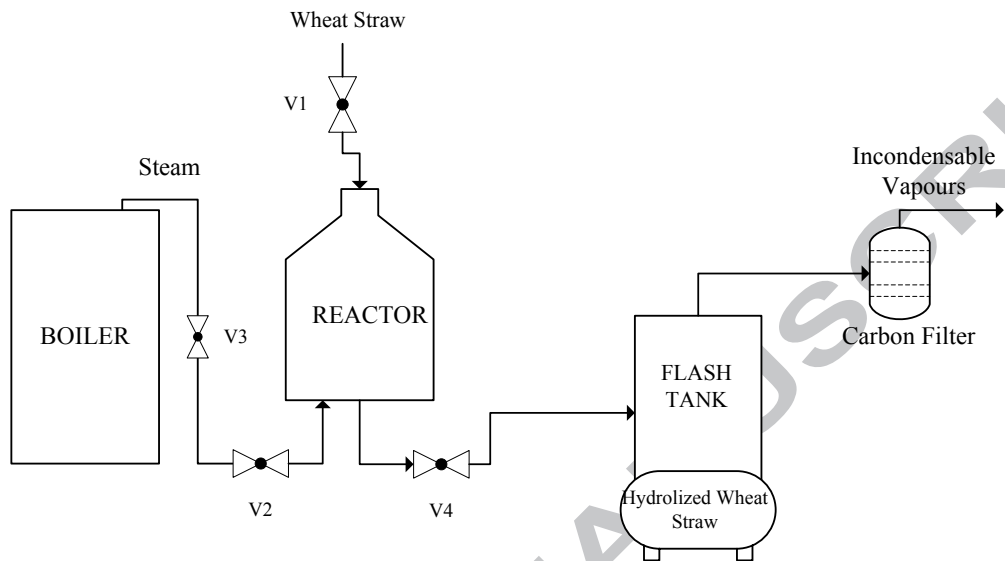 Wheat Straw
V1
Steam
Incondensable
Vapours
BOILER
V3
REACTOR
Carbon Filter
FLASH
TANK
V2
V4
Hydrolized Wheat
Straw